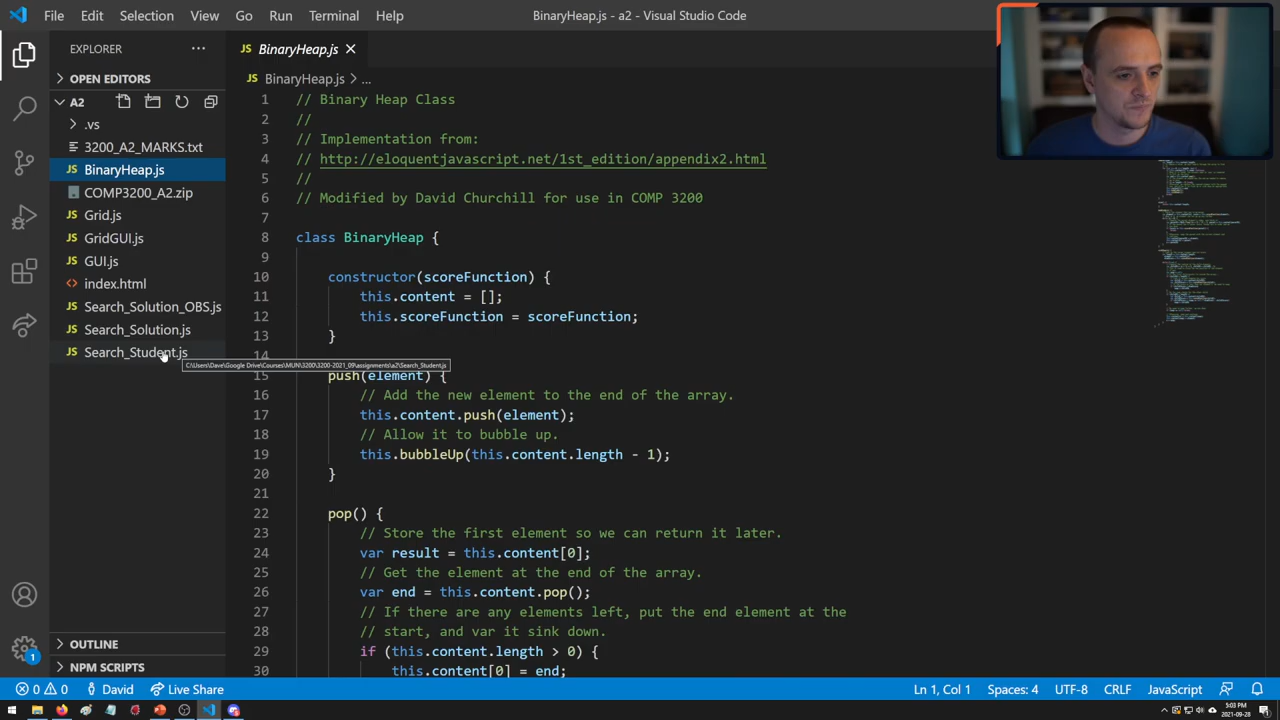 File Edit Selection View Go Run Terminal Help
BinaryHeap.js - a2 - Visual Studio Code
EXPLORER
OPEN EDITORS
A2
.vs
3200_A2_MARKS.txt
JS BinaryHeap.js
COMP3200_A2.zip
JS Grid.js
JS GridGUI.js
JS GUI.js
<> index.html
JS Search_Solution_OBS.js
JS Search_Solution.js
JS Search_Student.js
C:\Users\Dave\Google Drive\Courses\MUN\3200\3200-2021_09\assignments\a2\Search_Student.js
OUTLINE
NPM SCRIPTS
JS BinaryHeap.js
JS BinaryHeap.js > ...
1 // Binary Heap Class
2 //
3 // Implementation from:
4 // http://eloquentjavascript.net/1st_edition/appendix2.html
5 //
6 // Modified by David Churchill for use in COMP 3200
7
8 class BinaryHeap {
9
10 constructor(scoreFunction) {
11 this.content = [];
12 this.scoreFunction = scoreFunction;
13 }
14
15 push(element) {
16 // Add the new element to the end of the array.
17 this.content.push(element);
18 // Allow it to bubble up.
19 this.bubbleUp(this.content.length - 1);
20 }
21
22 pop() {
23 // Store the first element so we can return it later.
24 var result = this.content[0];
25 // Get the element at the end of the array.
26 var end = this.content.pop();
27 // If there are any elements left, put the end element at the
28 // start, and var it sink down.
29 if (this.content.length > 0) {
30 this.content[0] = end;
1
0 0 David Live Share
Ln 1, Col 1 Spaces: 4 UTF-8 CRLF JavaScript
5:03 PM
2021-09-28